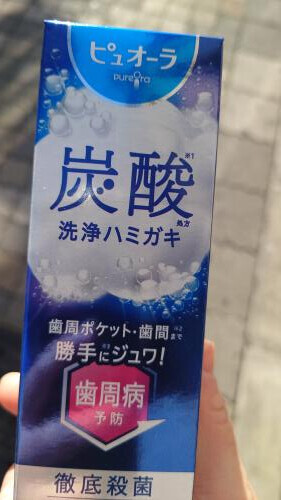 ピュオーラ
PUREOra
炭酸※1
処方
洗浄ハミガキ
歯周ポケット・歯間※2まで
勝手に※3ジュワ!
歯周病
予防
徹底殺菌